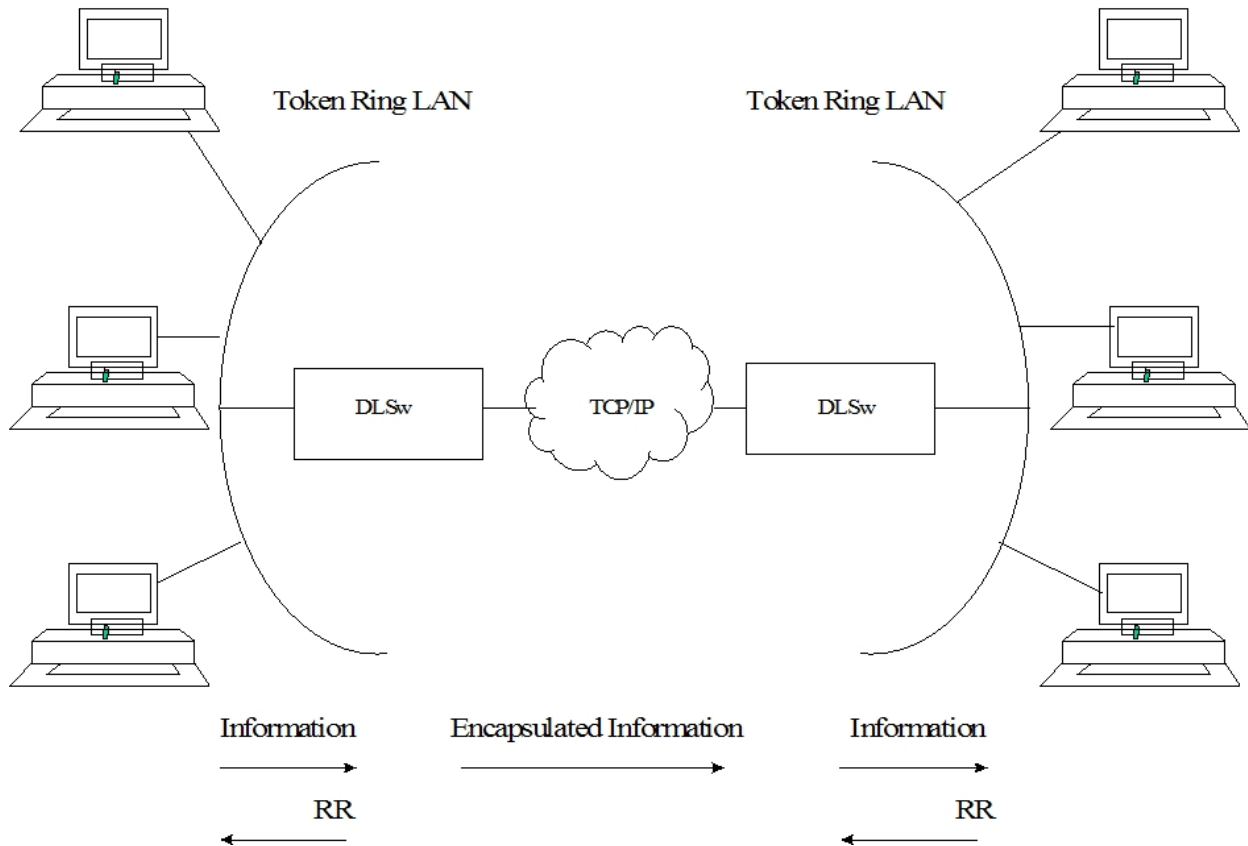 Token Ring LAN
Token Ring LAN
DLSw
TCP/IP
DLSw
Information
Encapsulated Information
Information
RR
RR